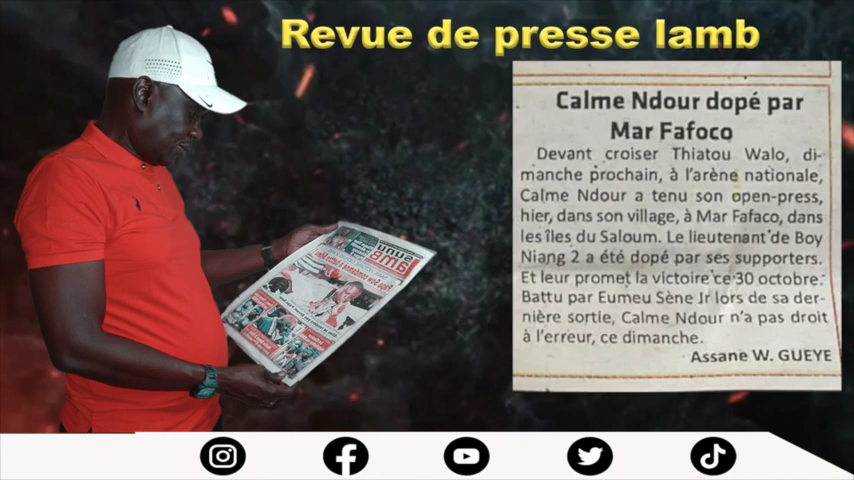 Revue de presse lamb
Calme Ndour dopé par
Mar Fafoco
Devant croiser Thiatou Walo, di-
manche prochain, à l'arène nationale,
Calme Ndour a tenu son open-press,
hier, dans son village, à Mar Fafaco, dans
les îles du Saloum. Le lieutenant de Boy
Niang 2 a été dopé par ses supporters.
Et leur promet la victoire ce 30 octobre.
Battu par Eumeu Sène Jr lors de sa der-
nière sortie, Calme Ndour n'a pas droit
à l'erreur, ce dimanche.
Assane W. GUEYE
sunu
lamb